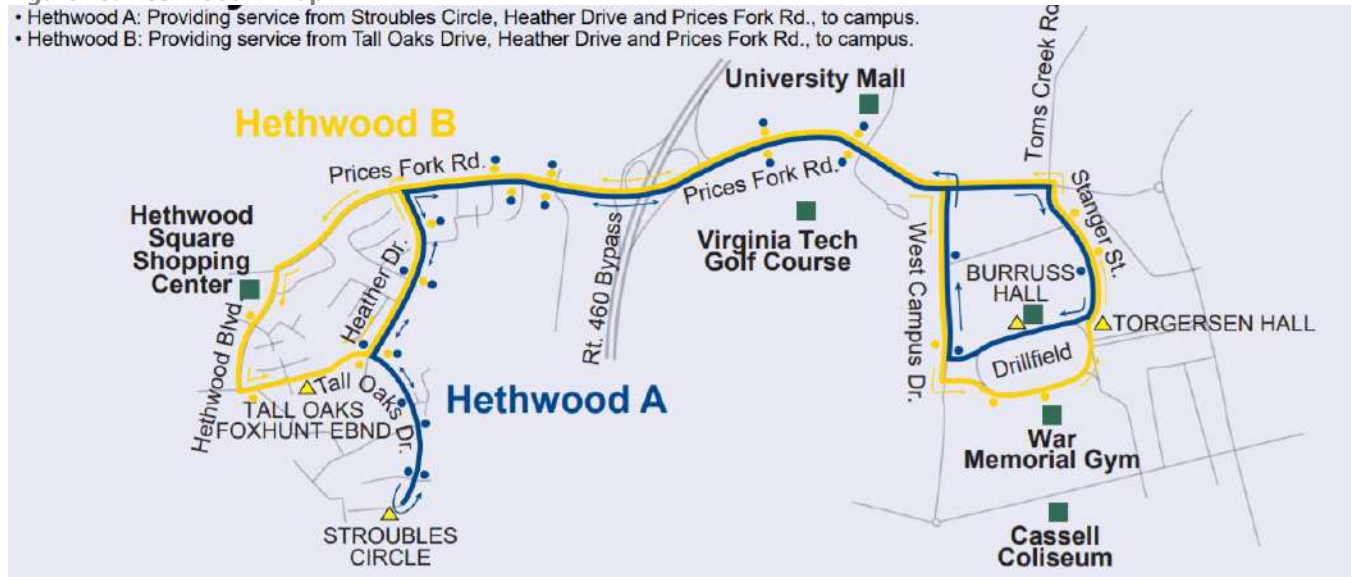 • Hethwood A: Providing service from Stroubles Circle, Heather Drive and Prices Fork Rd., to campus.
• Hethwood B: Providing service from Tall Oaks Drive, Heather Drive and Prices Fork Rd., to campus.
University Mall
Toms Creek Rd
Hethwood B
Prices Fork Rd.
Prices Fork Rd.
Stanger St.
Hethwood
Square
Shopping
Center
Virginia Tech
Golf Course
West Campus Dr.
BURRUSS
HALL
TORGERSEN HALL
Heather Dr.
Rt. 460 Bypass
Hethwood Blvd.
Drillfield
Tall Oaks Dr.
Hethwood A
TALL OAKS
FOXHUNT EBND
War
Memorial Gym
STROUBLES
CIRCLE
Cassell
Coliseum